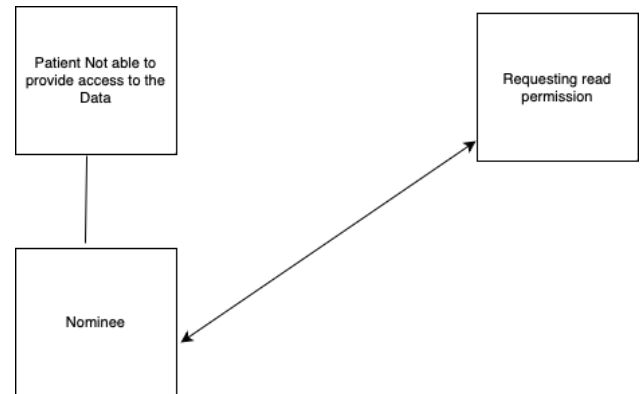 Patient Not able to
provide access to the
Data
Requesting read
permission
Nominee